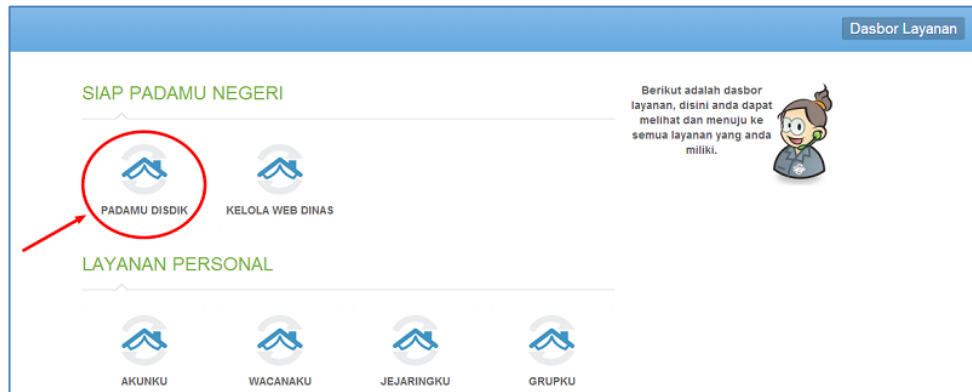 Dasbor Layanan
SIAP PADAMU NEGERI
Berikut adalah dasbor
layanan, disini anda dapat
melihat dan menuju ke
semua layanan yang anda
miliki.
PADAMU DISDIK
KELOLA WEB DINAS
LAYANAN PERSONAL
AKUNKU
WACANAKU
JEJARINGKU
GRUPKU